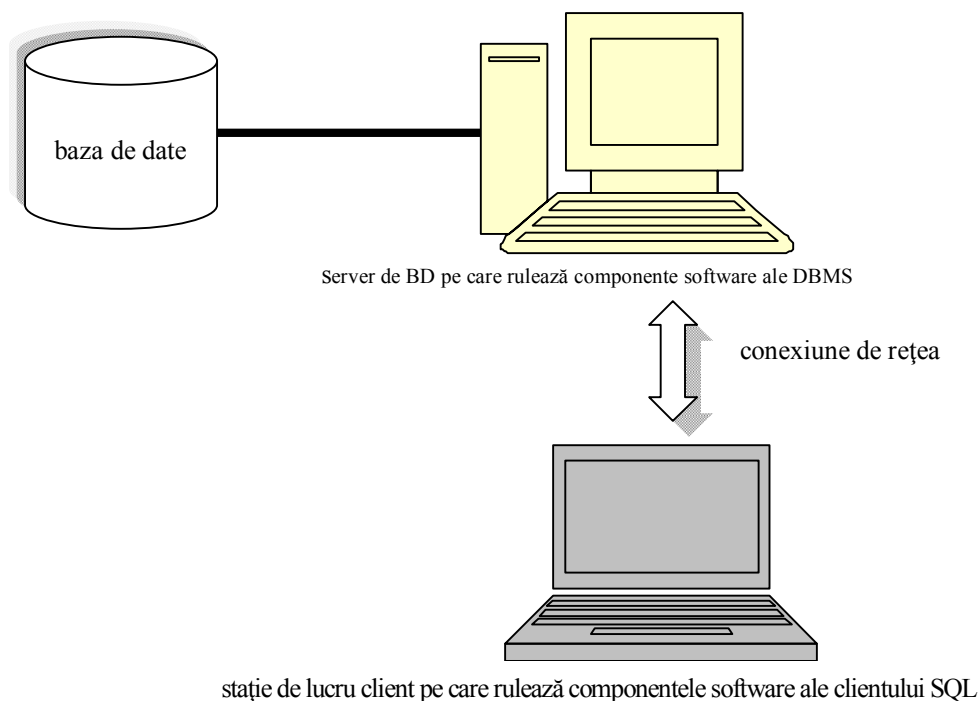 baza de date
Server de BD pe care rulează componente software ale DBMS
conexiune de reţea
staţie de lucru client pe care rulează componentele software ale clientului SQL